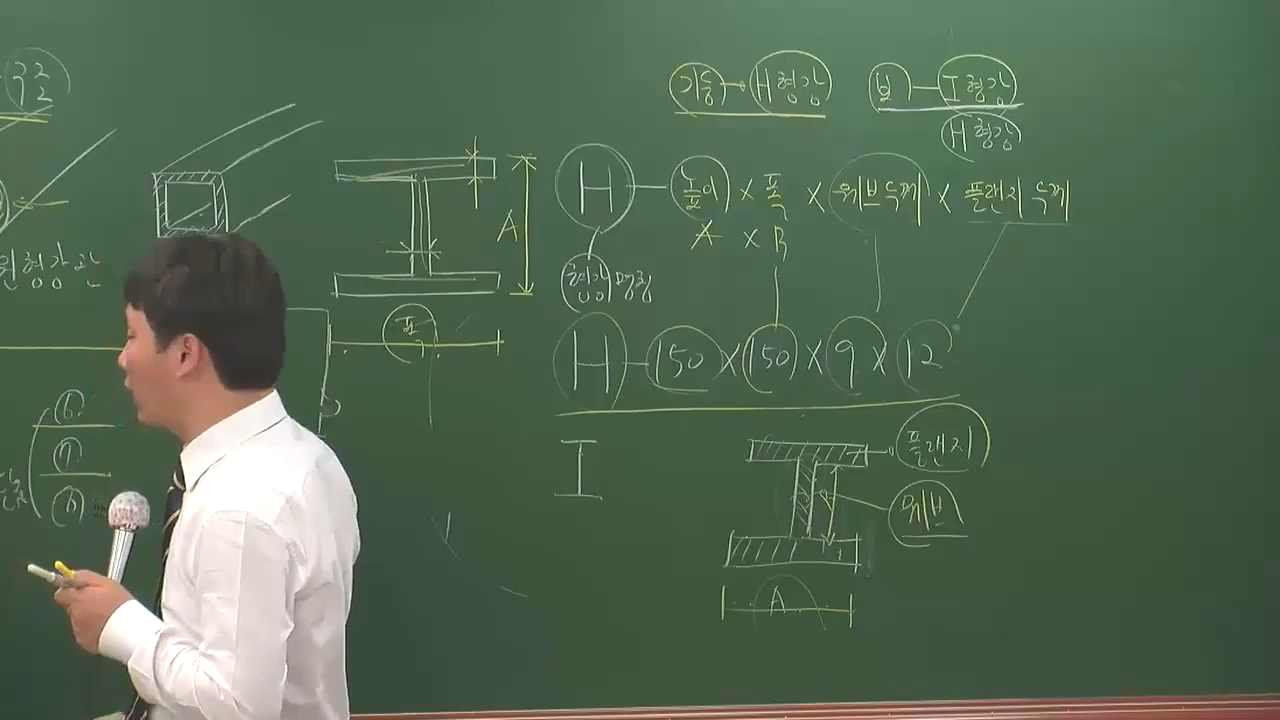 구조
기둥 → H형강
보 — I형강
H형강
H — 높이 × 폭 × 웨브두께 × 플랜지 두께
A × B
형강명칭
원형강관
A
폭
H — 150 × 150 × 9 × 12
I
플랜지
웨브
A